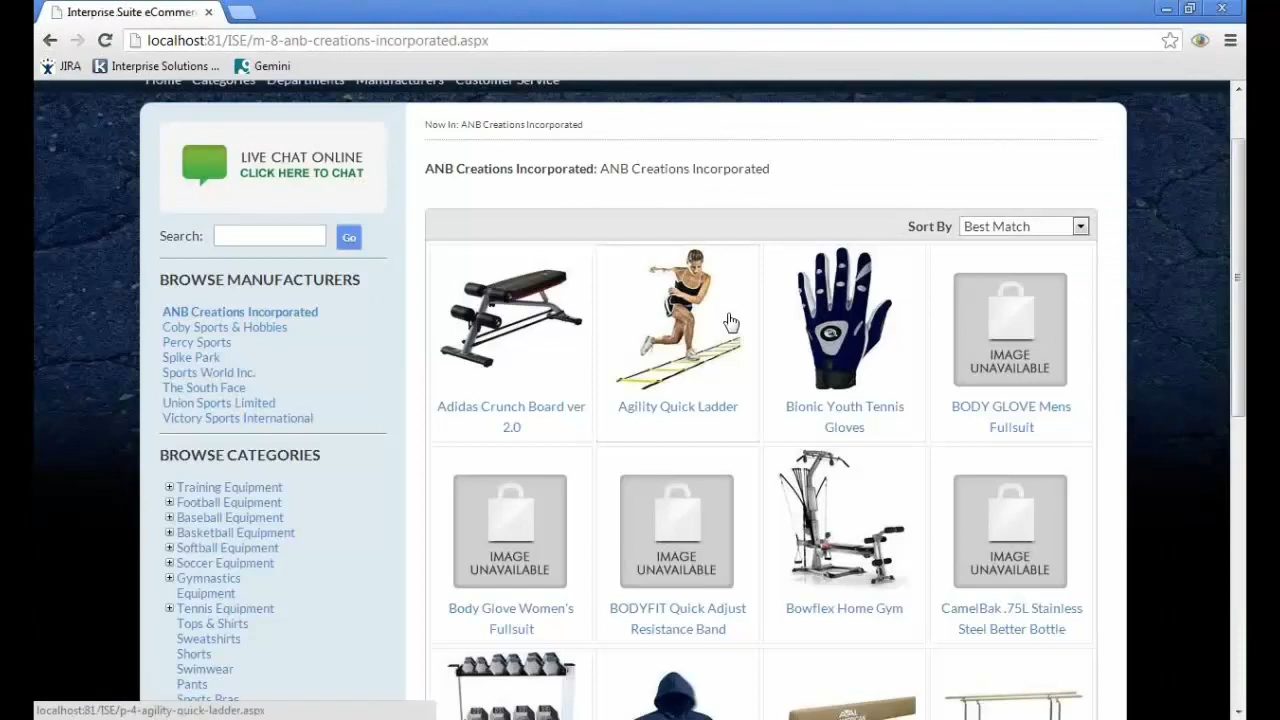 Interprise Suite eCommer
localhost:81/ISE/m-8-anb-creations-incorporated.aspx
JIRA Interprise Solutions ... Gemini
Home Categories Departments Manufacturers Customer Service
Now In: ANB Creations Incorporated
LIVE CHAT ONLINE
CLICK HERE TO CHAT
ANB Creations Incorporated: ANB Creations Incorporated
Search: Go
Sort By Best Match
BROWSE MANUFACTURERS
ANB Creations Incorporated
Coby Sports & Hobbies
Percy Sports
Spike Park
Sports World Inc.
The South Face
Union Sports Limited
Victory Sports International
BROWSE CATEGORIES
Training Equipment
Football Equipment
Baseball Equipment
Basketball Equipment
Softball Equipment
Soccer Equipment
Gymnastics
Equipment
Tennis Equipment
Tops & Shirts
Sweatshirts
Shorts
Swimwear
Pants
Sports Bras
IMAGE
UNAVAILABLE
Adidas Crunch Board ver
2.0
Agility Quick Ladder
Bionic Youth Tennis
Gloves
BODY GLOVE Mens
Fullsuit
IMAGE
UNAVAILABLE
IMAGE
UNAVAILABLE
IMAGE
UNAVAILABLE
Body Glove Women's
Fullsuit
BODYFIT Quick Adjust
Resistance Band
Bowflex Home Gym
CamelBak .75L Stainless
Steel Better Bottle
localhost:81/ISE/p-4-agility-quick-ladder.aspx